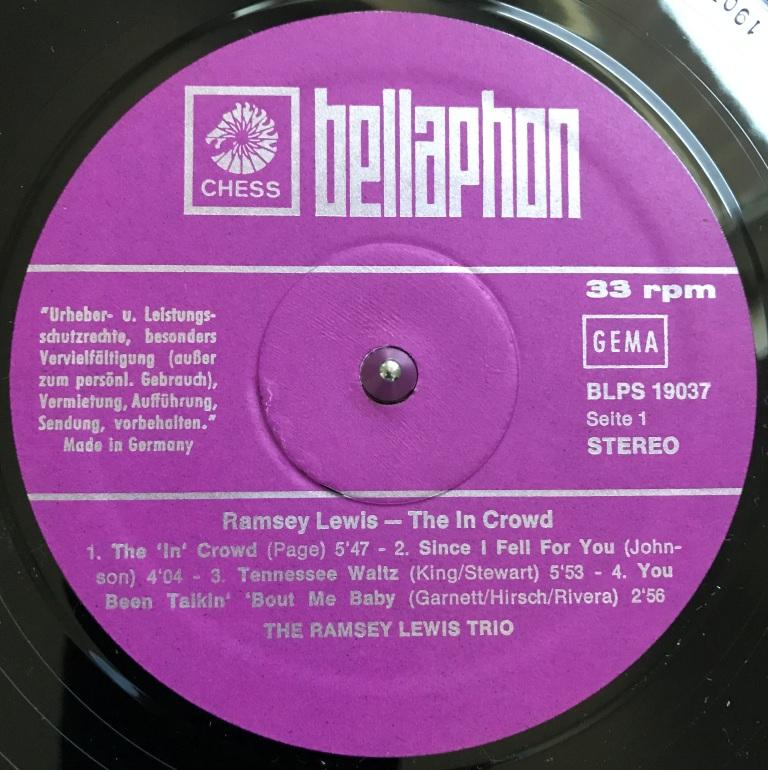 CHESS
bellaphon
33 rpm
"Urheber- u. Leistungs-
schutzrechte, besonders
Vervielfältigung (außer
zum persönl. Gebrauch),
Vermietung, Aufführung,
Sendung, vorbehalten."
Made in Germany
GEMA
BLPS 19037
Seite 1
STEREO
Ramsey Lewis — The In Crowd
1. The 'In' Crowd (Page) 5'47 - 2. Since I Fell For You (John-
son) 4'04 - 3. Tennessee Waltz (King/Stewart) 5'53 - 4. You
Been Talkin' 'Bout Me Baby (Garnett/Hirsch/Rivera) 2'56
THE RAMSEY LEWIS TRIO